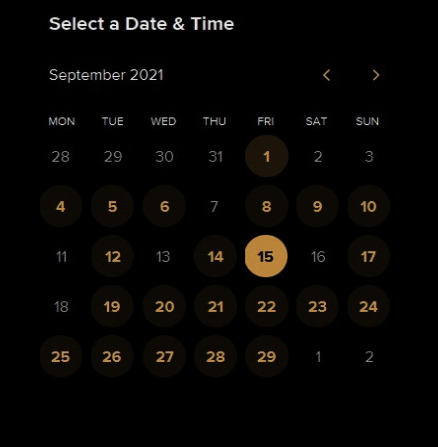 Select a Date & Time
September 2021
MON TUE WED THU FRI SAT SUN
28 29 30 31 1 2 3
4 5 6 7 8 9 10
11 12 13 14 15 16 17
18 19 20 21 22 23 24
25 26 27 28 29 1 2